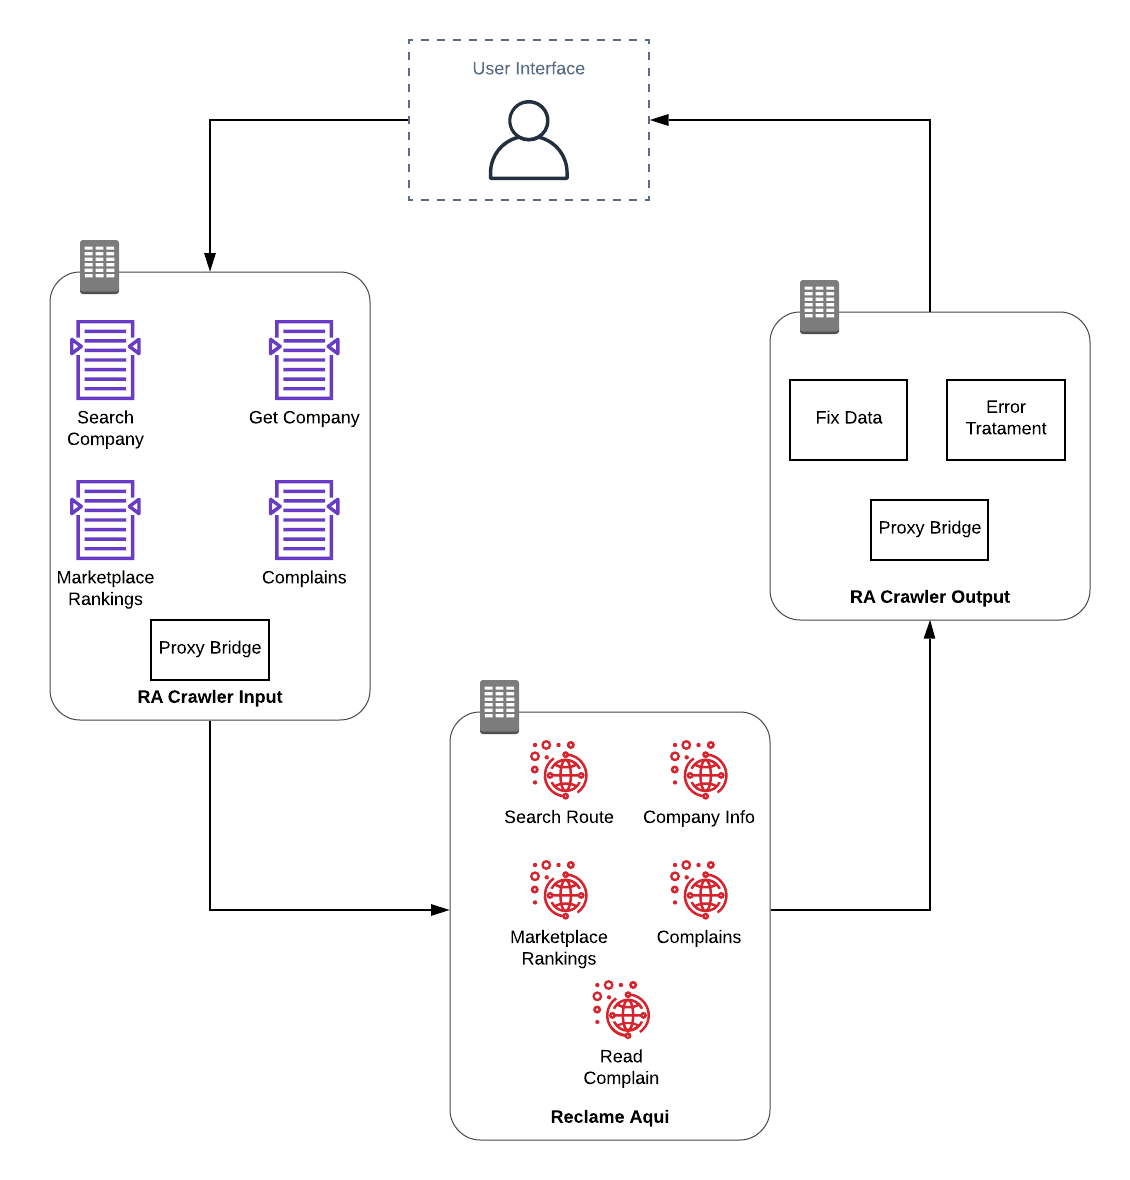 User Interface
Search
Company
Get Company
Marketplace
Rankings
Complains
Proxy Bridge
RA Crawler Input
Fix Data
Error
Tratament
Proxy Bridge
RA Crawler Output
Search Route
Company Info
Marketplace
Rankings
Complains
Read
Complain
Reclame Aqui